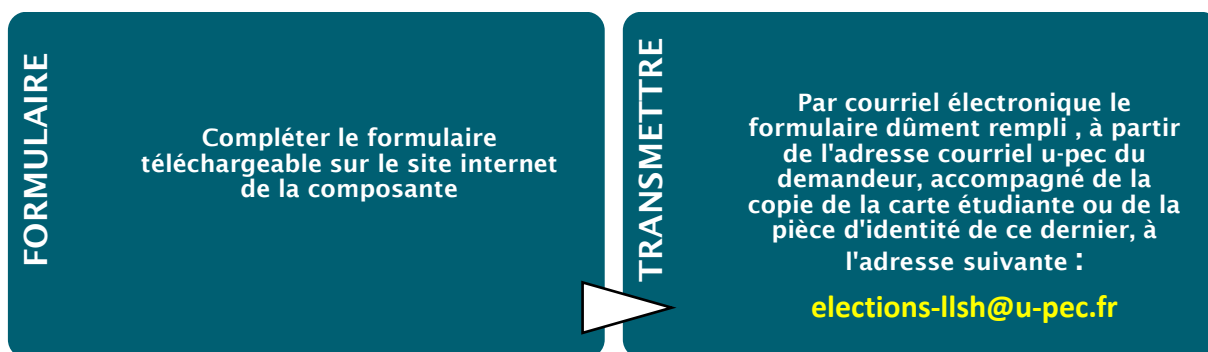 FORMULAIRE
Compléter le formulaire
téléchargeable sur le site internet
de la composante
TRANSMETTRE
Par courriel électronique le
formulaire dûment rempli , à partir
de l'adresse courriel u-pec du
demandeur, accompagné de la
copie de la carte étudiante ou de la
pièce d'identité de ce dernier, à
l'adresse suivante :
elections-llsh@u-pec.fr